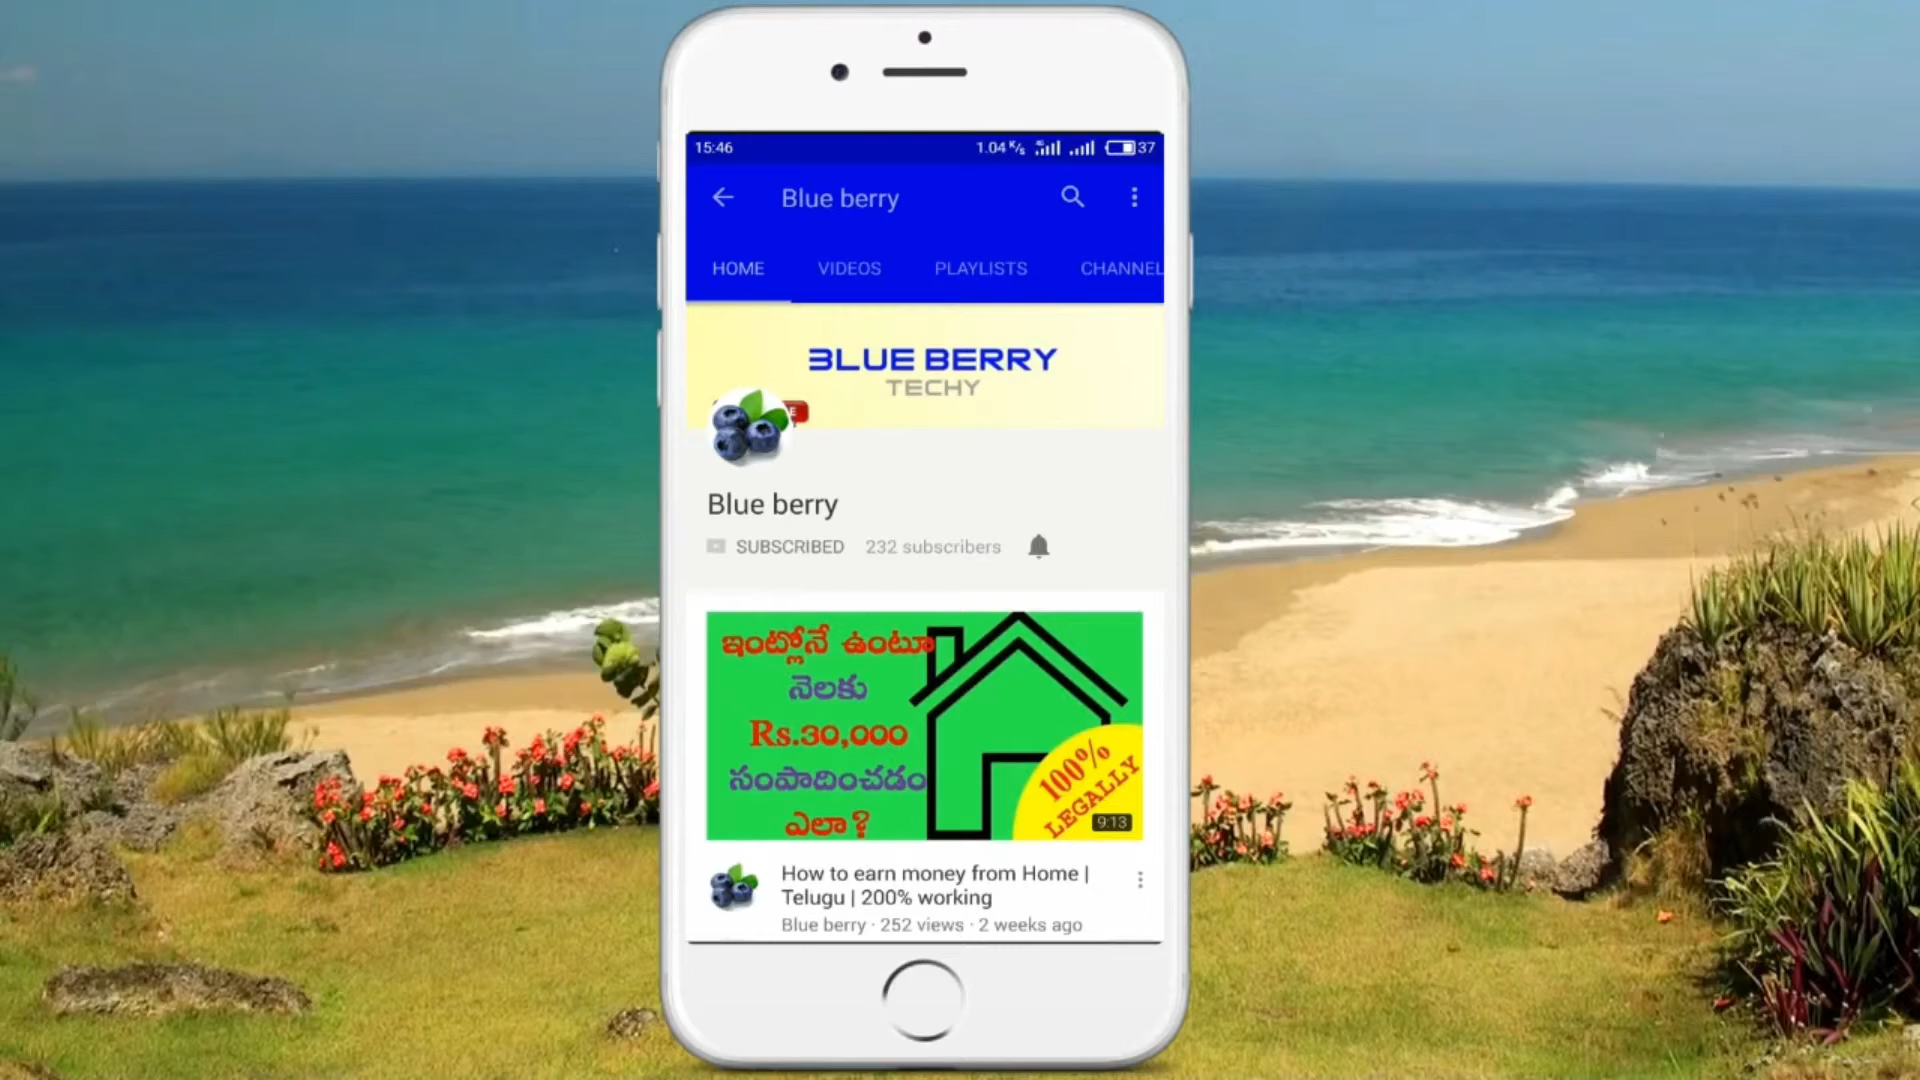 15:46 1.04 K/s 37
Blue berry
HOME VIDEOS PLAYLISTS CHANNEL
BLUE BERRY
TECHY
E
Blue berry
SUBSCRIBED 232 subscribers
ఇంట్లోనే ఉంటూ
నెలకు
Rs.30,000
సంపాదించడం
ఎలా?
100%
LEGALLY
9:13
How to earn money from Home |
Telugu | 200% working
Blue berry · 252 views · 2 weeks ago